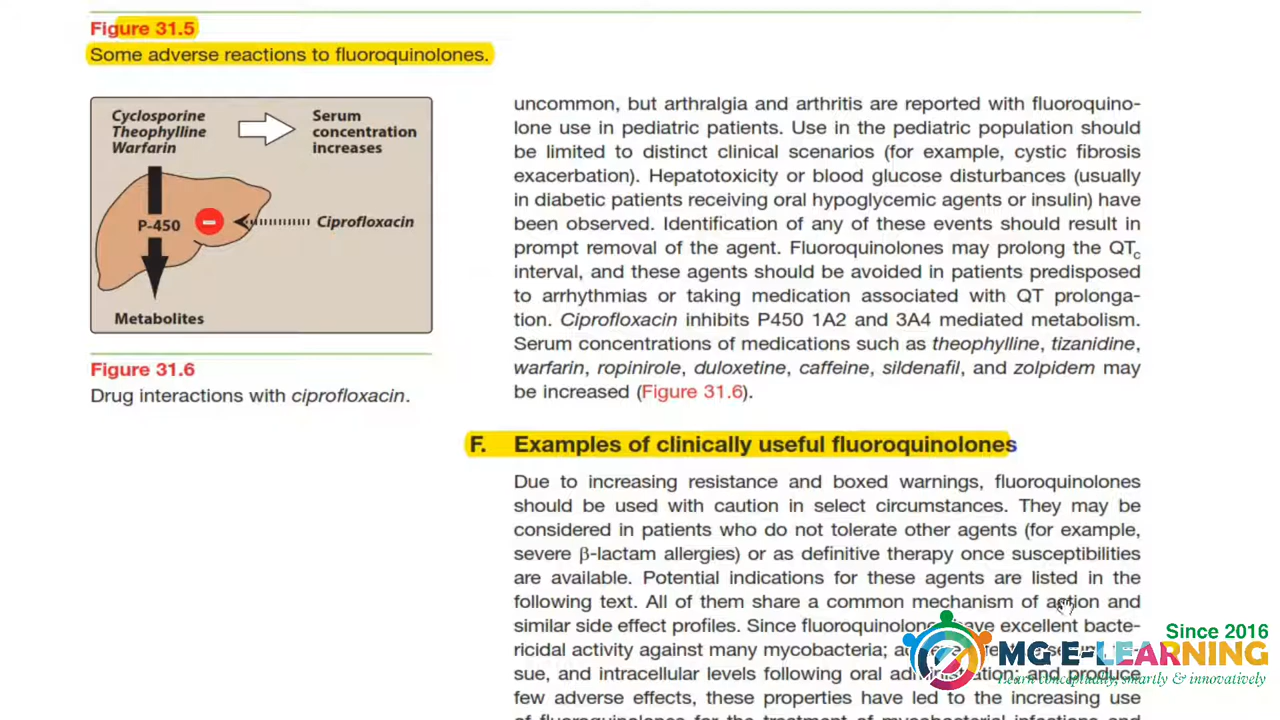 Figure 31.5
Some adverse reactions to fluoroquinolones.
Cyclosporine
Theophylline
Warfarin
Serum
concentration
increases
P-450
Ciprofloxacin
Metabolites
Figure 31.6
Drug interactions with ciprofloxacin.
uncommon, but arthralgia and arthritis are reported with fluoroquino-
lone use in pediatric patients. Use in the pediatric population should
be limited to distinct clinical scenarios (for example, cystic fibrosis
exacerbation). Hepatotoxicity or blood glucose disturbances (usually
in diabetic patients receiving oral hypoglycemic agents or insulin) have
been observed. Identification of any of these events should result in
prompt removal of the agent. Fluoroquinolones may prolong the QTc
interval, and these agents should be avoided in patients predisposed
to arrhythmias or taking medication associated with QT prolonga-
tion. Ciprofloxacin inhibits P450 1A2 and 3A4 mediated metabolism.
Serum concentrations of medications such as theophylline, tizanidine,
warfarin, ropinirole, duloxetine, caffeine, sildenafil, and zolpidem may
be increased (Figure 31.6).
F. Examples of clinically useful fluoroquinolones
Due to increasing resistance and boxed warnings, fluoroquinolones
should be used with caution in select circumstances. They may be
considered in patients who do not tolerate other agents (for example,
severe β-lactam allergies) or as definitive therapy once susceptibilities
are available. Potential indications for these agents are listed in the
following text. All of them share a common mechanism of action and
similar side effect profiles. Since have excellent bacte-
ricidal activity against many mycobacteria;
sue, and intracellular levels following oral and produce
few adverse effects, these properties have led to the increasing use
of fluoroquinolones for the treatment of mycobacterial infections and
Since 2016
MG E-LEARNING
Learn conceptually, smartly & innovatively